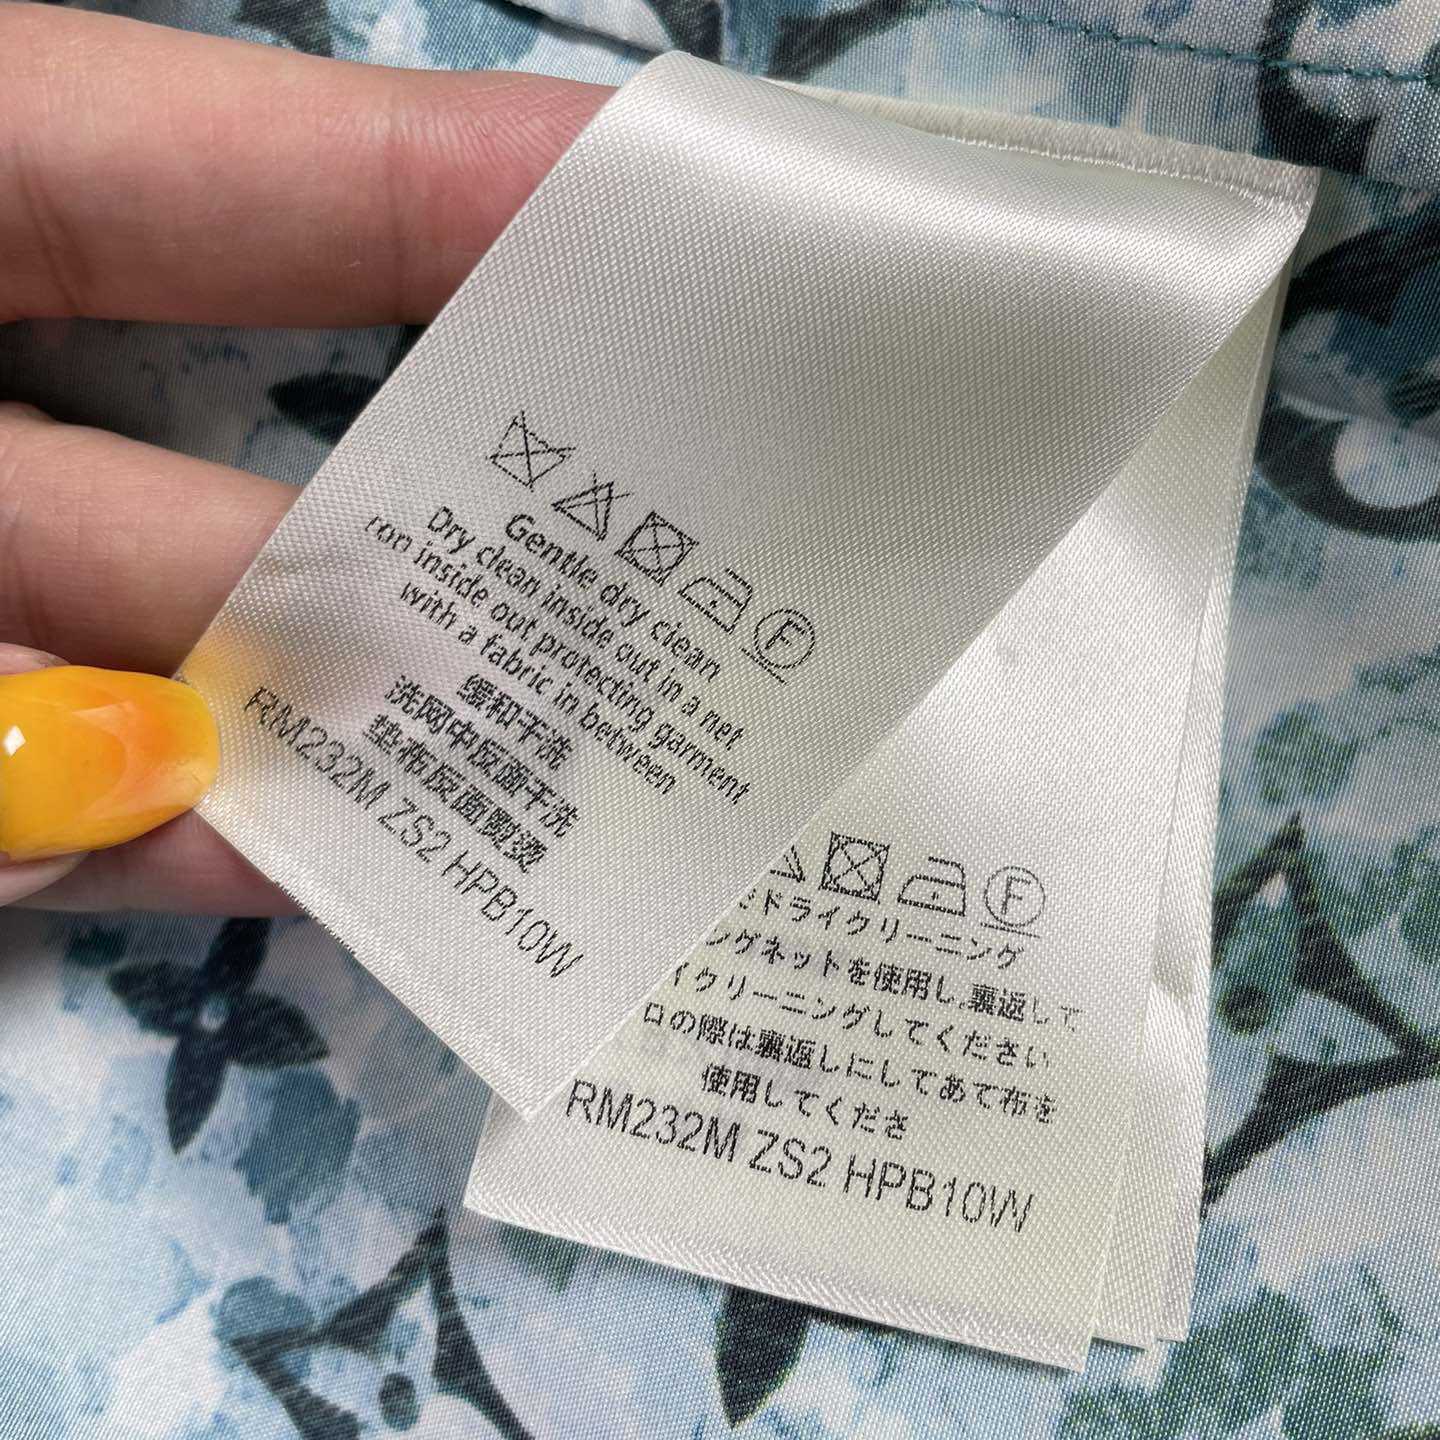 F
Gentle dry clean
Dry clean inside out in a net
ron inside out protecting garment
with a fabric in between
缓和干洗
洗网中反面干洗
垫布反面熨烫
RM232M ZS2 HPB10W
F
ドライクリーニング
ングネットを使用し,裏返して
イクリーニングしてください
ロの際は裏返しにしてあて布を
使用してくださ
RM232M ZS2 HPB10W